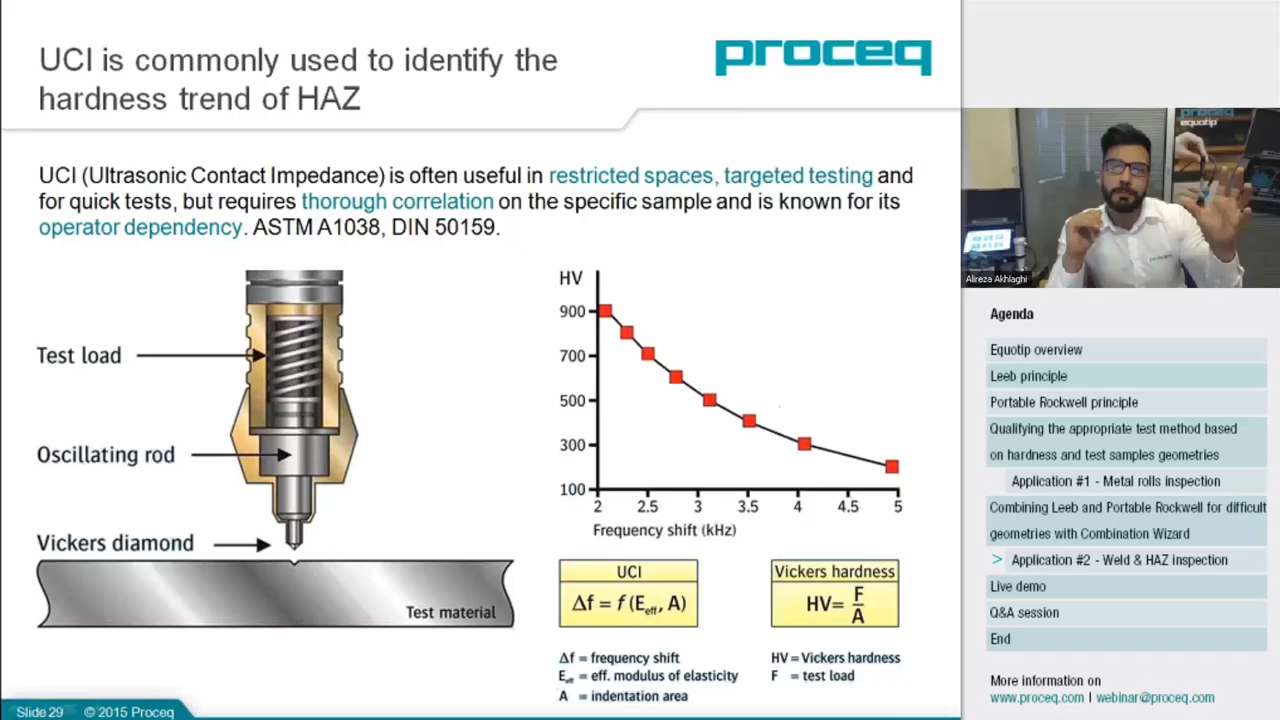 UCI is commonly used to identify the
hardness trend of HAZ
proceq
UCI (Ultrasonic Contact Impedance) is often useful in restricted spaces, targeted testing and
for quick tests, but requires thorough correlation on the specific sample and is known for its
operator dependency. ASTM A1038, DIN 50159.
Test load
Oscillating rod
Vickers diamond
Test material
HV
900
700
500
300
100
2 2.5 3 3.5 4 4.5 5
Frequency shift (kHz)
UCI
Δf = f (Eeff, A)
Vickers hardness
HV= F
A
Δf = frequency shift
Eeff = eff. modulus of elasticity
A = indentation area
HV = Vickers hardness
F = test load
Slide 29 © 2015 Proceq
proceq
equotip
Alireza Akhlaghi
Agenda
Equotip overview
Leeb principle
Portable Rockwell principle
Qualifying the appropriate test method based
on hardness and test samples geometries
Application #1 - Metal rolls inspection
Combining Leeb and Portable Rockwell for difficult
geometries with Combination Wizard
> Application #2 - Weld & HAZ inspection
Live demo
Q&A session
End
More information on
www.proceq.com I webinar@proceq.com